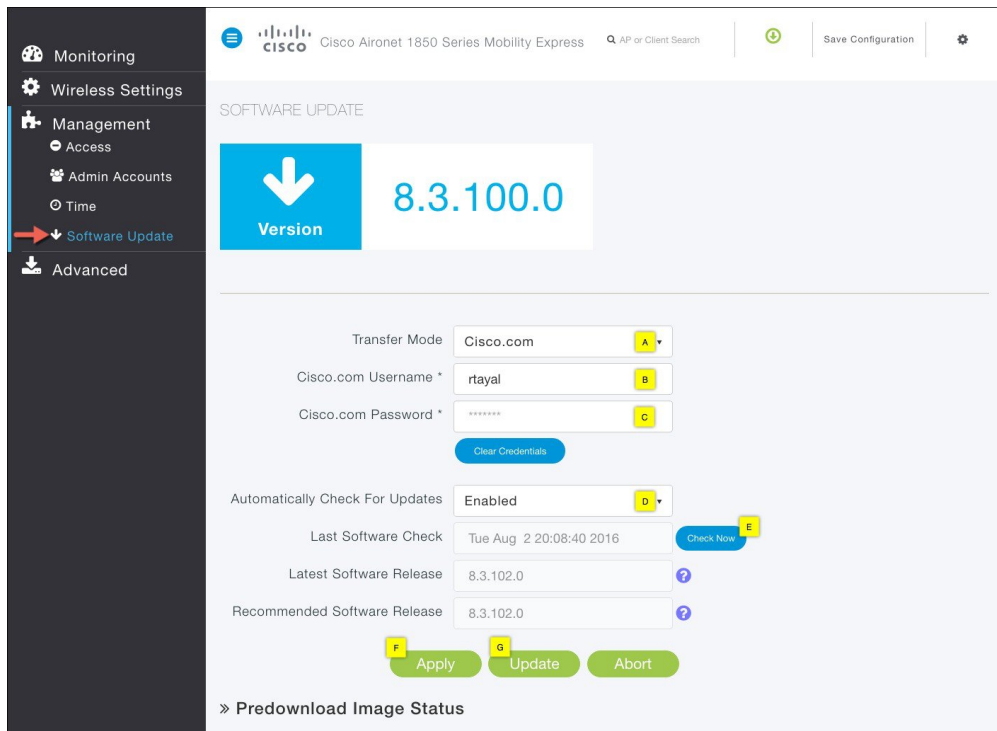 Monitoring
Wireless Settings
Management
Access
Admin Accounts
Time
Software Update
Advanced
CISCO Cisco Aironet 1850 Series Mobility Express AP or Client Search Save Configuration
SOFTWARE UPDATE
Version 8.3.100.0
Transfer Mode Cisco.com A
Cisco.com Username * rtayal B
Cisco.com Password * ******* C
Clear Credentials
Automatically Check For Updates Enabled D
Last Software Check Tue Aug 2 20:08:40 2016 Check Now E
Latest Software Release 8.3.102.0 ?
Recommended Software Release 8.3.102.0 ?
F Apply G Update Abort
» Predownload Image Status